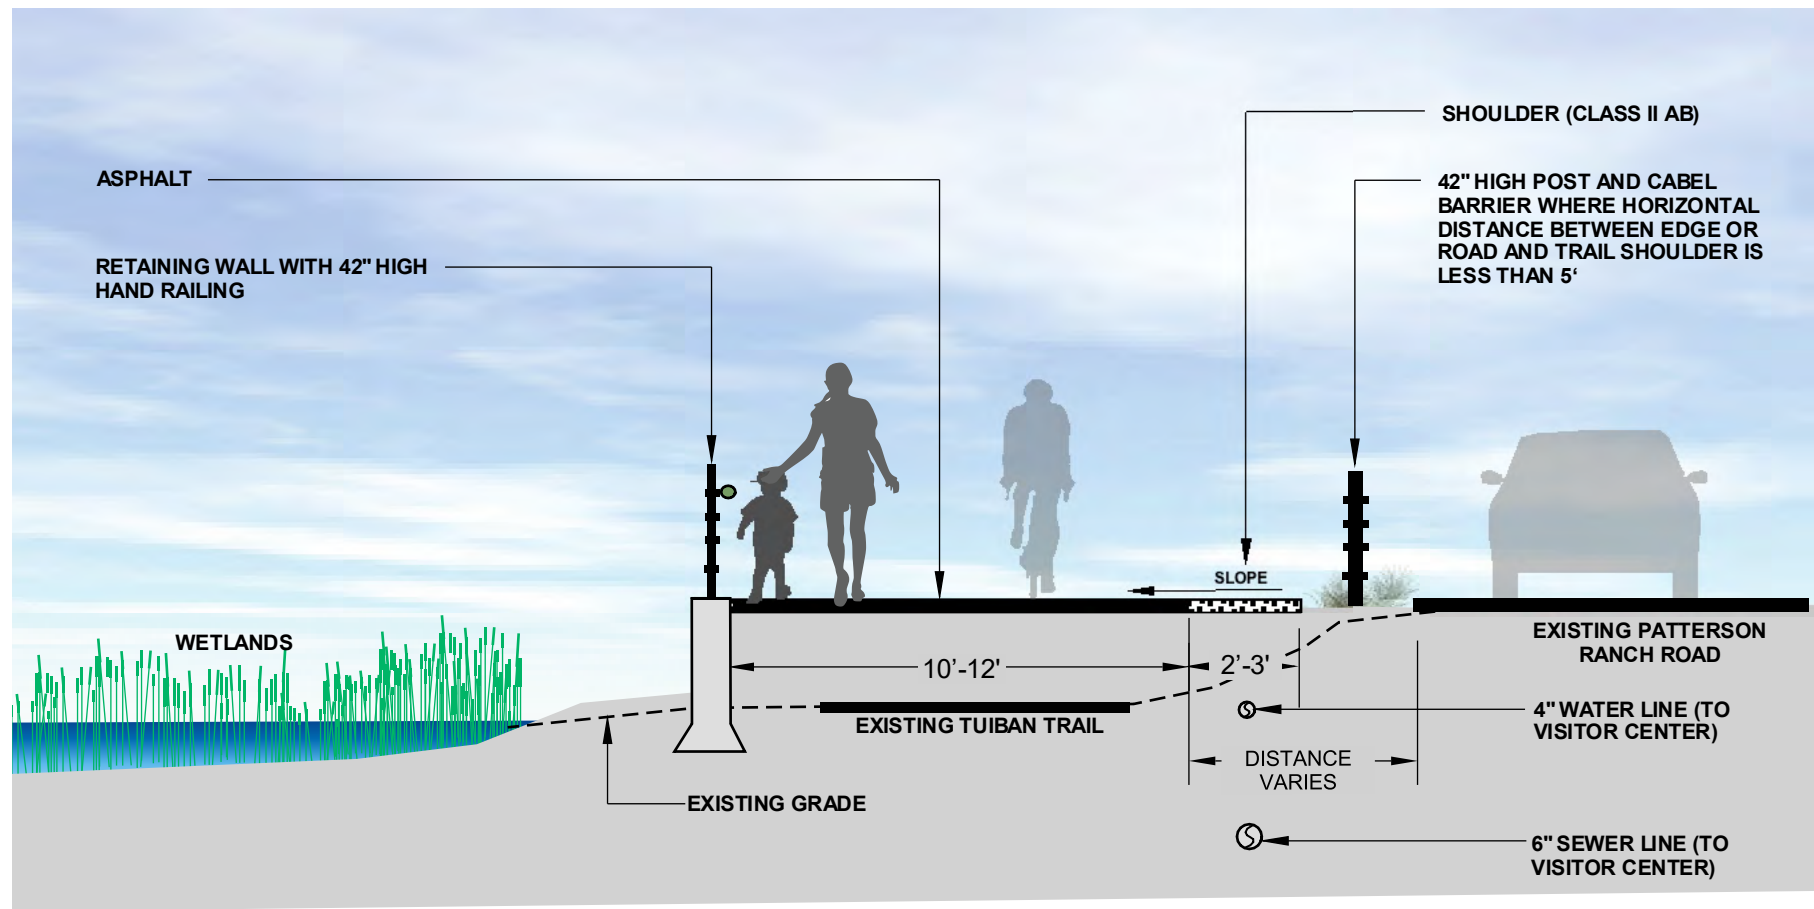 SHOULDER (CLASS II AB)
ASPHALT
42" HIGH POST AND CABEL
BARRIER WHERE HORIZONTAL
DISTANCE BETWEEN EDGE OR
ROAD AND TRAIL SHOULDER IS
LESS THAN 5‘
RETAINING WALL WITH 42" HIGH
HAND RAILING
SLOPE
WETLANDS
EXISTING PATTERSON
RANCH ROAD
10’-12'
2’-3'
EXISTING TUIBAN TRAIL
4" WATER LINE (TO
VISITOR CENTER)
DISTANCE
VARIES
EXISTING GRADE
6" SEWER LINE (TO
VISITOR CENTER)